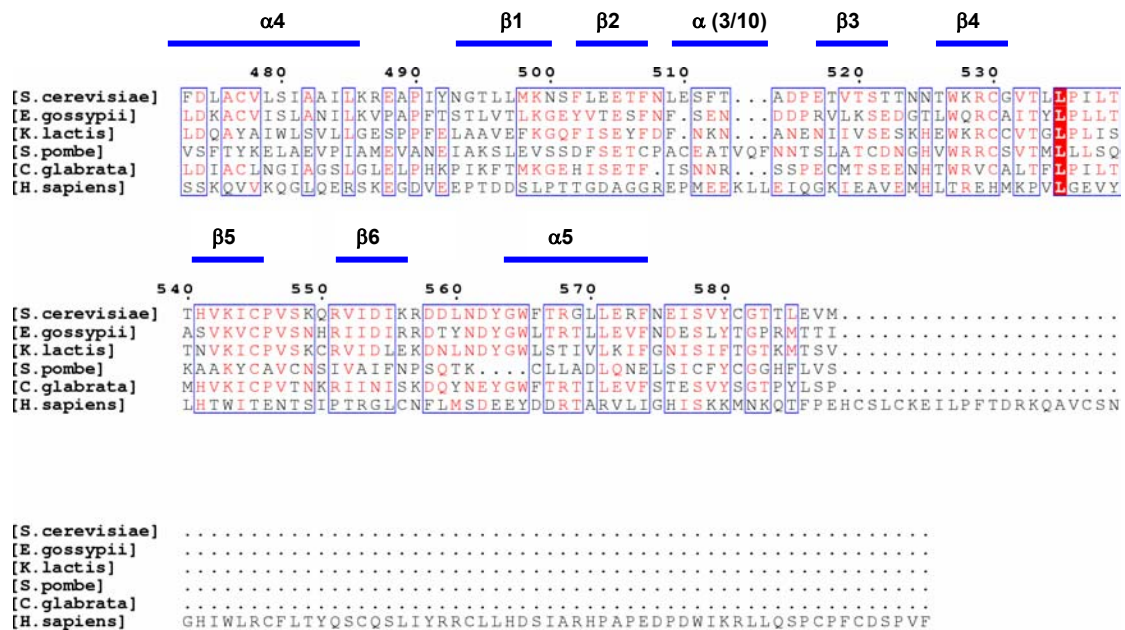 α4 β1 β2 α (3/10) β3 β4
480 490 500 510 520 530
[S.cerevisiae] FDLACVLSIAAILKREAPIYNGTLLMKNSFLEETFNLESFT...ADPETVTSTTNNTWKRCGVTLLPILT
[E.gossypii] LDKACVISLANILKVPAPFTSTLVTLKGEYVTESFNF.SEN...DDPRVLKSEDGTLWQRCCVTYLPLLT
[K.lactis] LDQAYAIWLSVLLGESPPFELAAVEFKGQFISEYFDF.NKN...ANENIIVSESKHEWKRCCVTGLPLIS
[S.pombe] VSFTYKELAEVPIAMEVANEIAKSLEVSSDFSETCPACEATVQFNNTSLATCDNGHVWRRCSVTMLLLSQ
[C.glabrata] LDIACLNGIAGSLGLELPHKPIKFTMKGEHISETF.ISNNR...SSPECMTSEENHTWRVCALTFLPILT
[H.sapiens] SSKQVVKQGLQERSKEGDVEEPTDDSLPTTGDAGGREPMEEKLLEIQGKIEAVEMHLTREHMKPVLGEVY
β5 β6 α5
540 550 560 570 580
[S.cerevisiae] THVKICPVSKQRVIDIKRDDLNDYGWFTRGLLERFNEISVYCGTTLEVM.....................
[E.gossypii] ASVKVCPVSNHRIIDIRRDTYNDYGWLTRTLLEVFNDESLYTGPRMTTI.....................
[K.lactis] TNVKICPVSKCRVIDLEKDNLNDYGWLSTIVLKIFGNISIFTGTKMTSV.....................
[S.pombe] KAAKYCAVCNSIVAIFNPSQTK....CLLADLQNELSICFYCGGHFLVS.....................
[C.glabrata] MHVKICPVTNKRIINISKDQYNEYGWFTRTILEVFSTESVYSGTPYLSP.....................
[H.sapiens] LHTWITENTSIPTRGLCNFLMSDEEYDDRTARVLIGHISKKMNKQTFPEHCSLCKEILPFTDRKQAVCSN
[S.cerevisiae] ........................................................
[E.gossypii] ........................................................
[K.lactis] ........................................................
[S.pombe] ........................................................
[C.glabrata] ........................................................
[H.sapiens] GHIWLRCFLTYQSCQSLIYRRCLLHDSIARHPAPEDPDWIKRLLQSPCPFCDSPVF